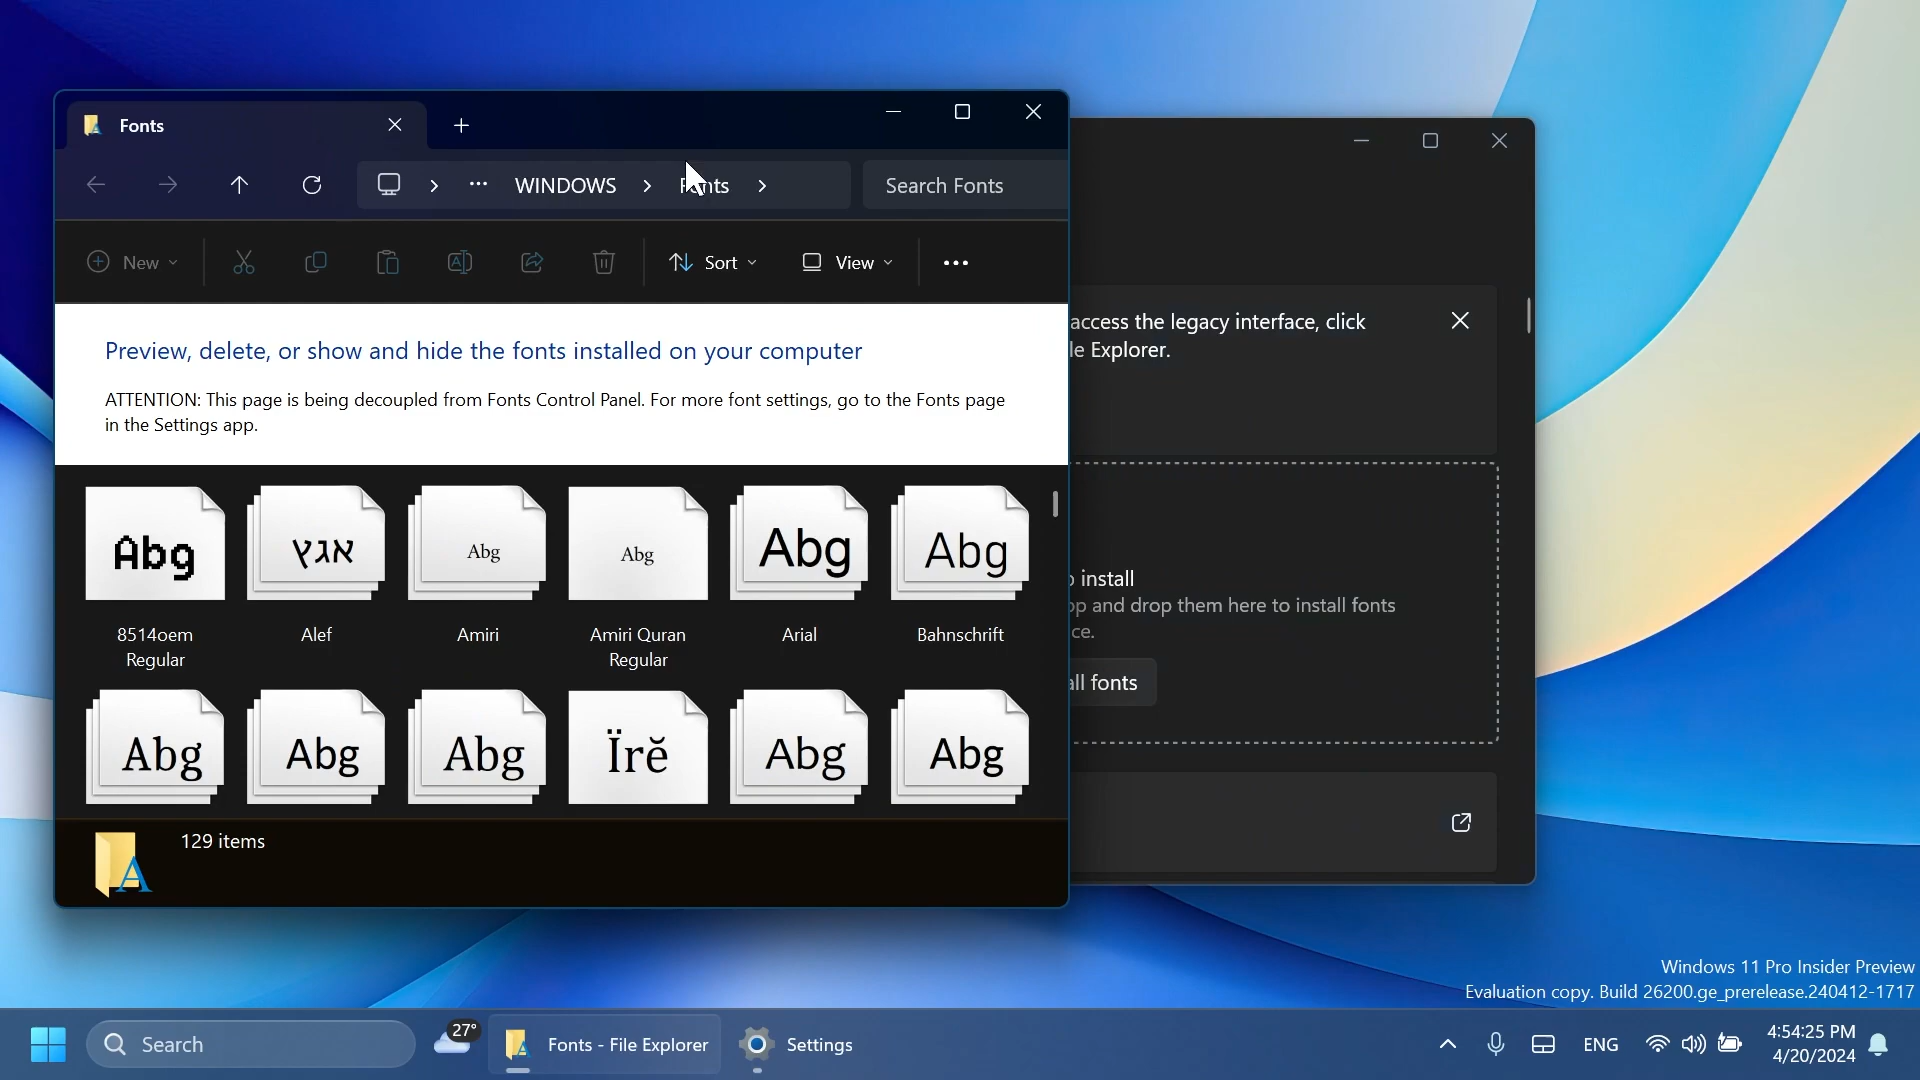 Fonts
WINDOWS
Search Fonts
New
Sort
View
Preview, delete, or show and hide the fonts installed on your computer
ATTENTION: This page is being decoupled from Fonts Control Panel. For more font settings, go to the Fonts page
in the Settings app.
Abg
אבגץ
Abg
Abg
Abg
Abg
8514oem
Regular
Alef
Amiri
Amiri Quran
Regular
Arial
Bahnschrift
Abg
Abg
Abg
Ïrĕ
Abg
Abg
129 items
access the legacy interface, click
le Explorer.
install
and drop them here to install fonts
ce.
all fonts
Windows 11 Pro Insider Preview
Evaluation copy. Build 26200.ge_prerelease.240412-1717
Search
27°
Fonts - File Explorer
Settings
ENG
4:54:25 PM
4/20/2024